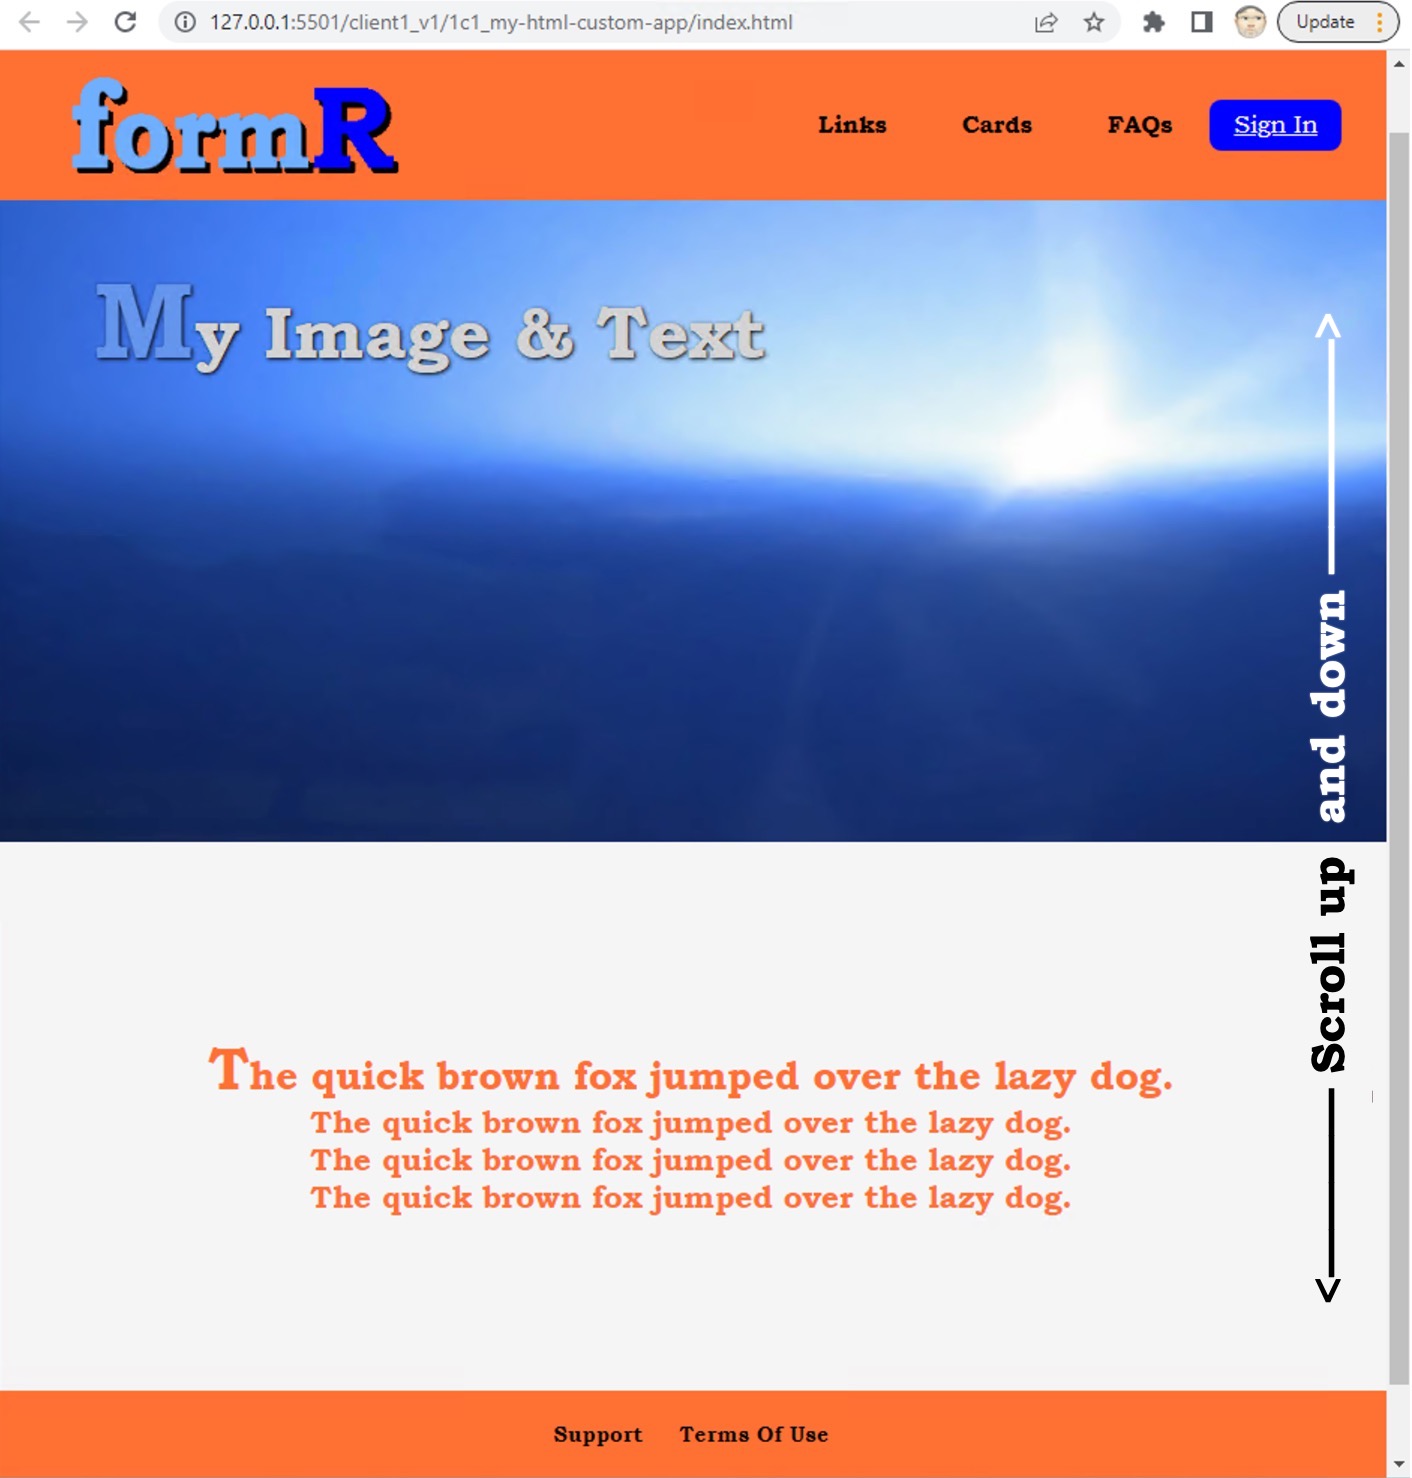 127.0.0.1:5501/client1_v1/1c1_my-html-custom-app/index.html
Update
formR
Links
Cards
FAQs
Sign In
My Image & Text
Scroll up and down
The quick brown fox jumped over the lazy dog.
The quick brown fox jumped over the lazy dog.
The quick brown fox jumped over the lazy dog.
The quick brown fox jumped over the lazy dog.
Support
Terms Of Use